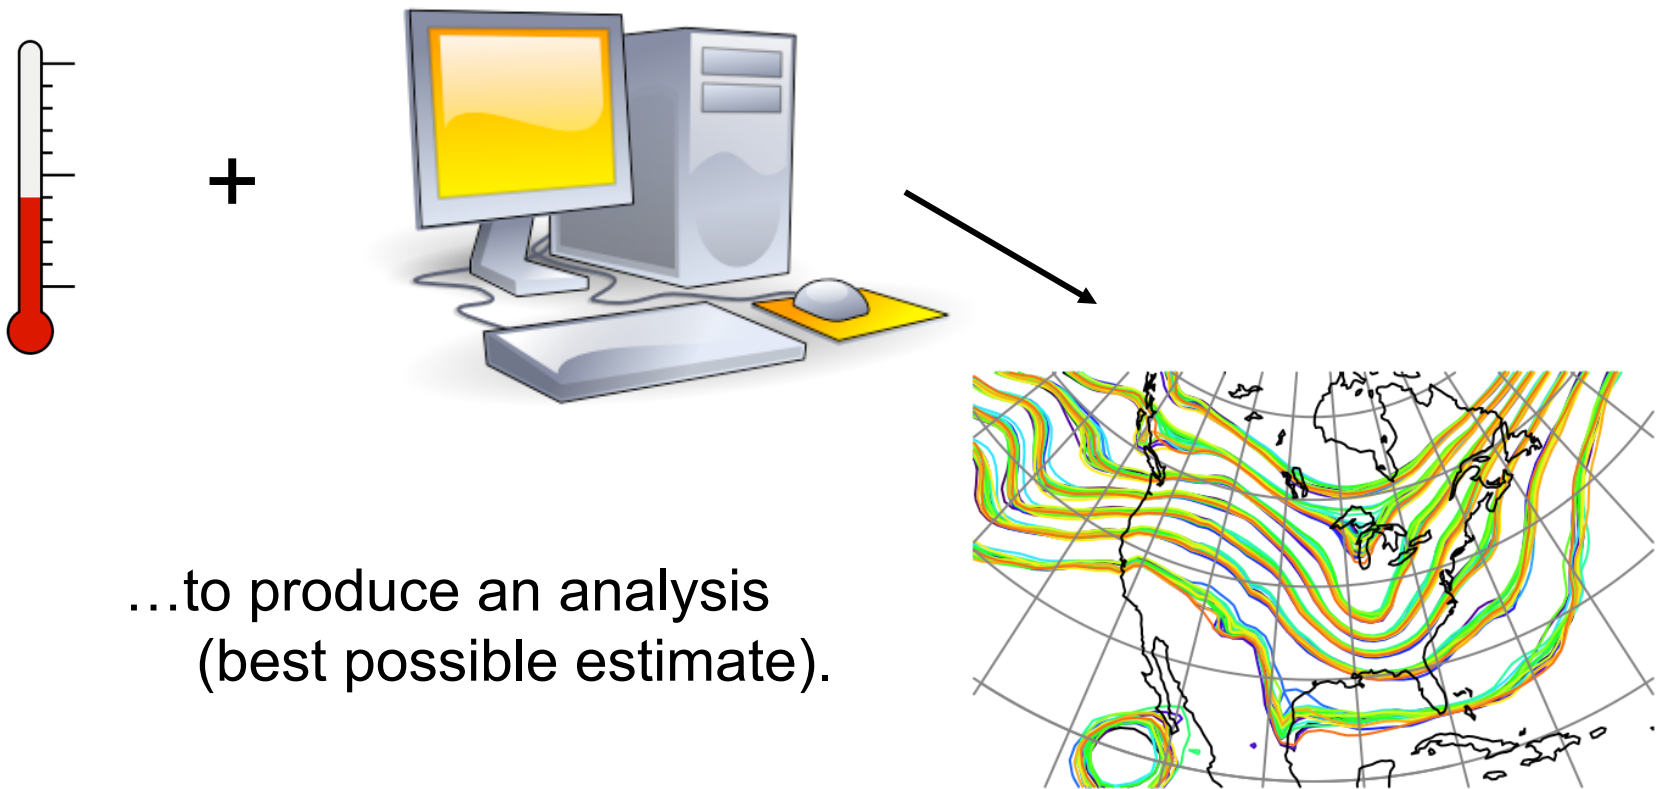 +
…to produce an analysis
(best possible estimate).